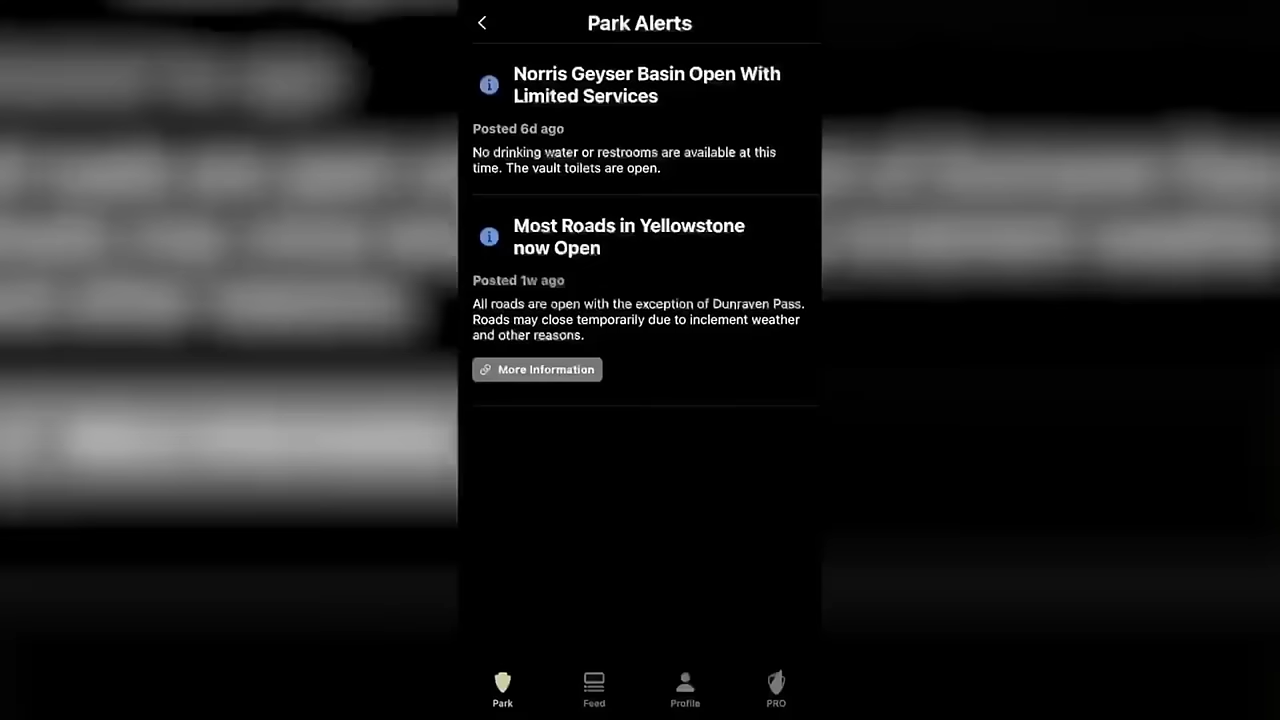 Park Alerts
Norris Geyser Basin Open With
Limited Services
Posted 6d ago
No drinking water or restrooms are available at this
time. The vault toilets are open.
Most Roads in Yellowstone
now Open
Posted 1w ago
All roads are open with the exception of Dunraven Pass.
Roads may close temporarily due to inclement weather
and other reasons.
More Information
Park
Feed
Profile
PRO